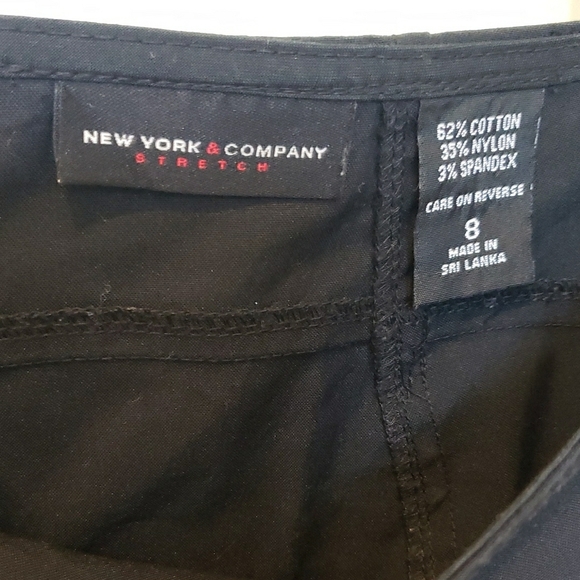 NEW YORK & COMPANY
STRETCH
62% COTTON
35% NYLON
3% SPANDEX
CARE ON REVERSE
8
MADE IN
SRI LANKA